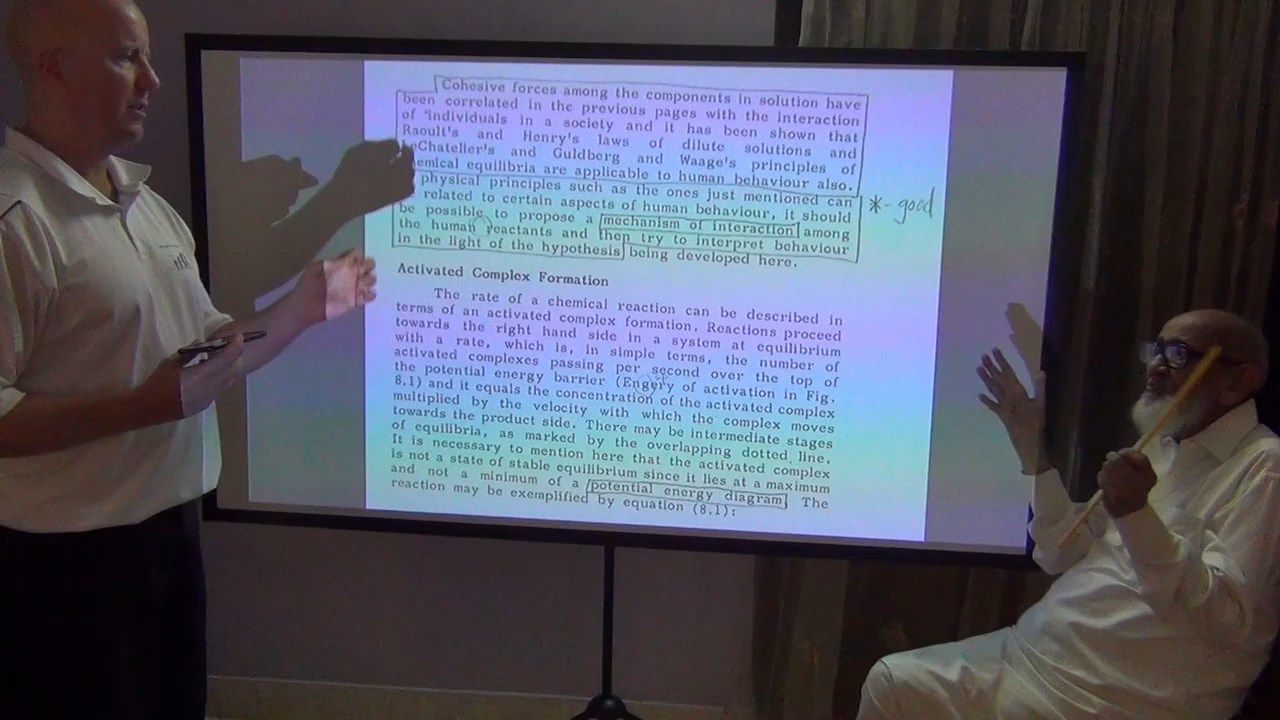 Cohesive forces among the components in solution have
been correlated in the previous pages with the interaction
of individuals in a society and it has been shown that
Raoult's and Henry's laws of dilute solutions and
eChatelier's and Guldberg and Waage's principles of
hemical equilibria are applicable to human behaviour also.
physical principles such as the ones just mentioned can
related to certain aspects of human behaviour, it should
be possible to propose a mechanism of interaction among
the human reactants and then try to interpret behaviour
in the light of the hypothesis being developed here.
* - good
Activated Complex Formation
The rate of a chemical reaction can be described in
terms of an activated complex formation. Reactions proceed
towards the right hand side in a system at equilibrium
with a rate, which is, in simple terms, the number of
activated complexes passing per second over the top of
the potential energy barrier (Engery of activation in Fig.
8.1) and it equals the concentration of the activated complex
multiplied by the velocity with which the complex moves
towards the product side. There may be intermediate stages
of equilibria, as marked by the overlapping dotted line.
It is necessary to mention here that the activated complex
is not a state of stable equilibrium since it lies at a maximum
and not a minimum of a potential energy diagram. The
reaction may be exemplified by equation (8.1):